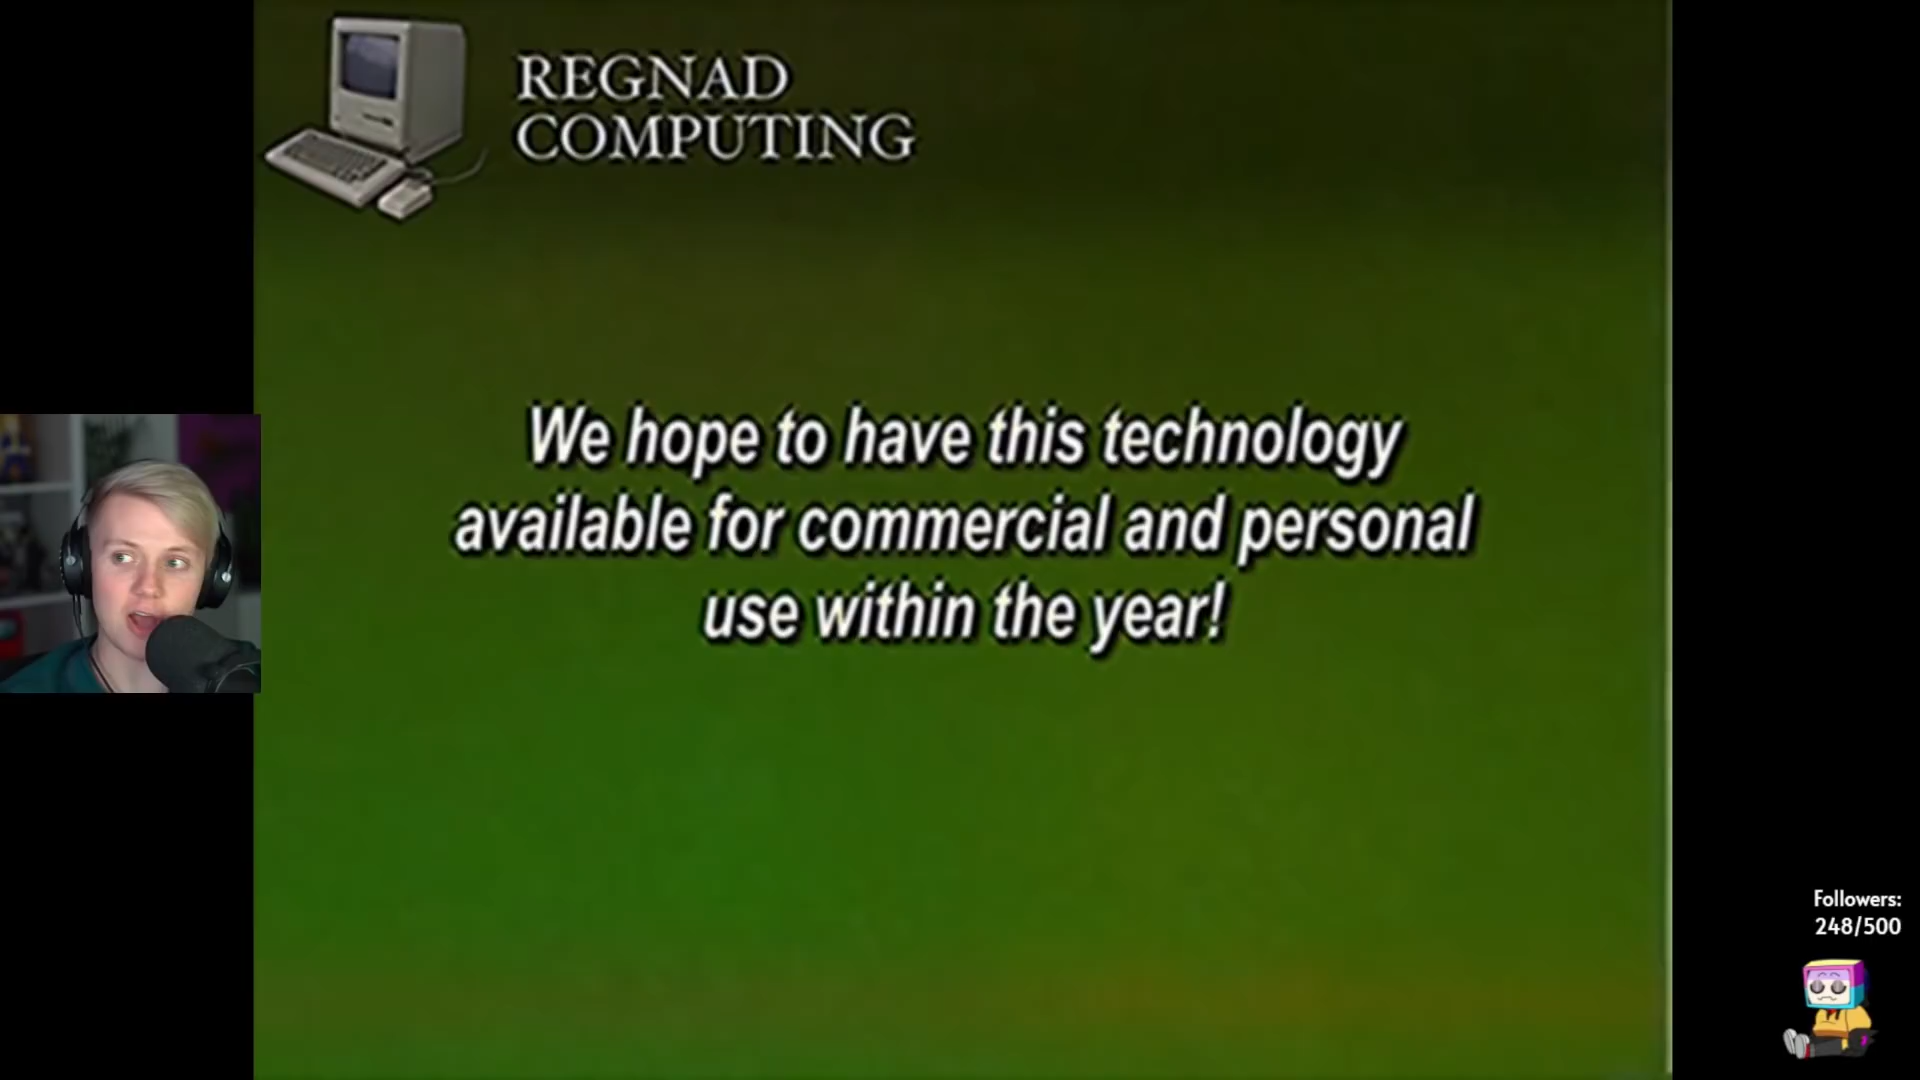 REGNAD
COMPUTING
We hope to have this technology
available for commercial and personal
use within the year!
Followers:
248/500